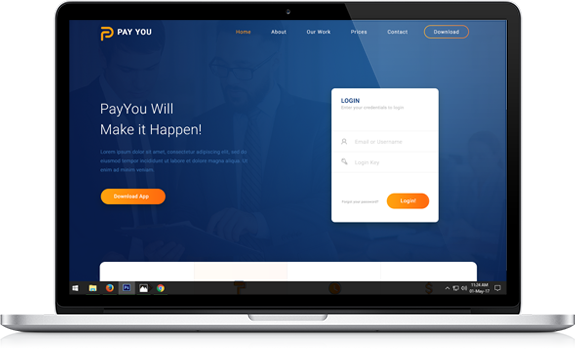 PAY YOU
Home
About
Our Work
Prices
Contact
Download
PayYou Will
Make it Happen!
Lorem ipsum dolor sit amet, consectetur adipiscing elit, sed do
eiusmod tempor incididunt ut labore et dolore magna aliqua. Ut
enim ad minim veniam.
Download App
LOGIN
Enter your credentials to login
Email or Username
Login Key
Forgot your password?
Login!
11:24 AM
01-May-17